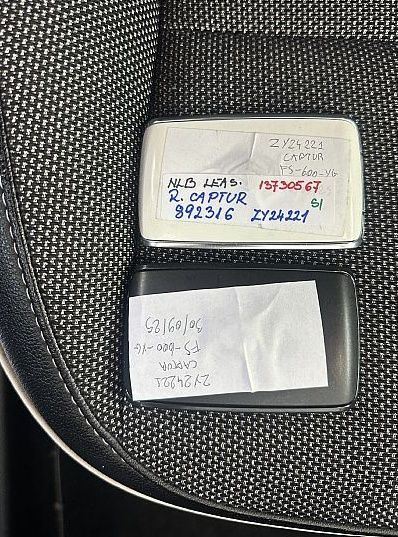 ZY24221
CAPTUR
FS-600-YG
NLB LEAS. 13730567
R. CAPTUR S/
892316 ZY24221
ZY24221
CAPTUR
FS-600-YG
30/09/25